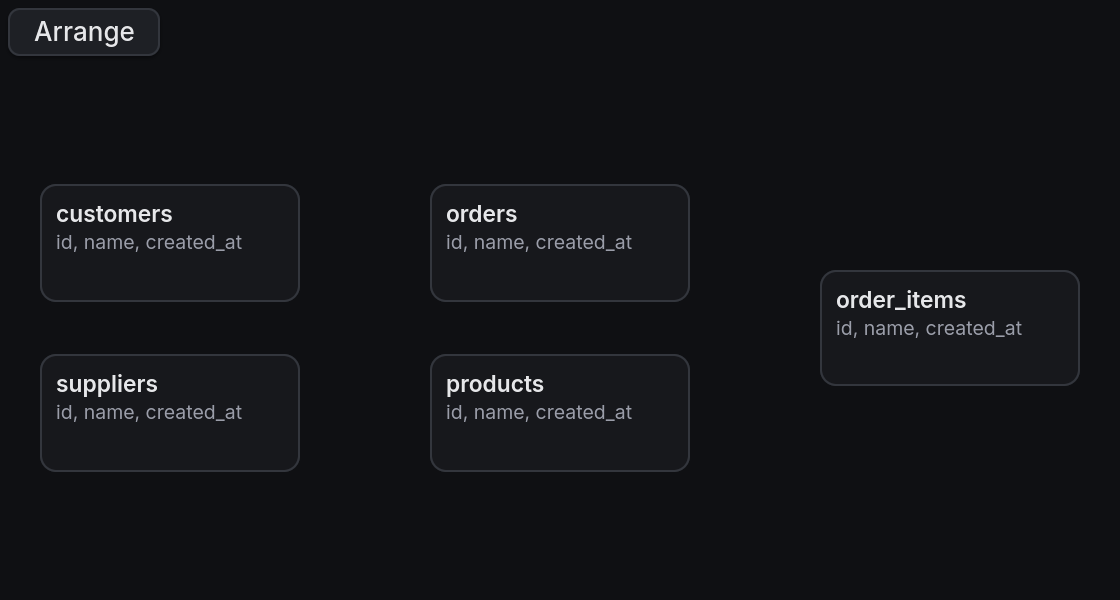 Arrange
customers
id, name, created_at
orders
id, name, created_at
order_items
id, name, created_at
suppliers
id, name, created_at
products
id, name, created_at